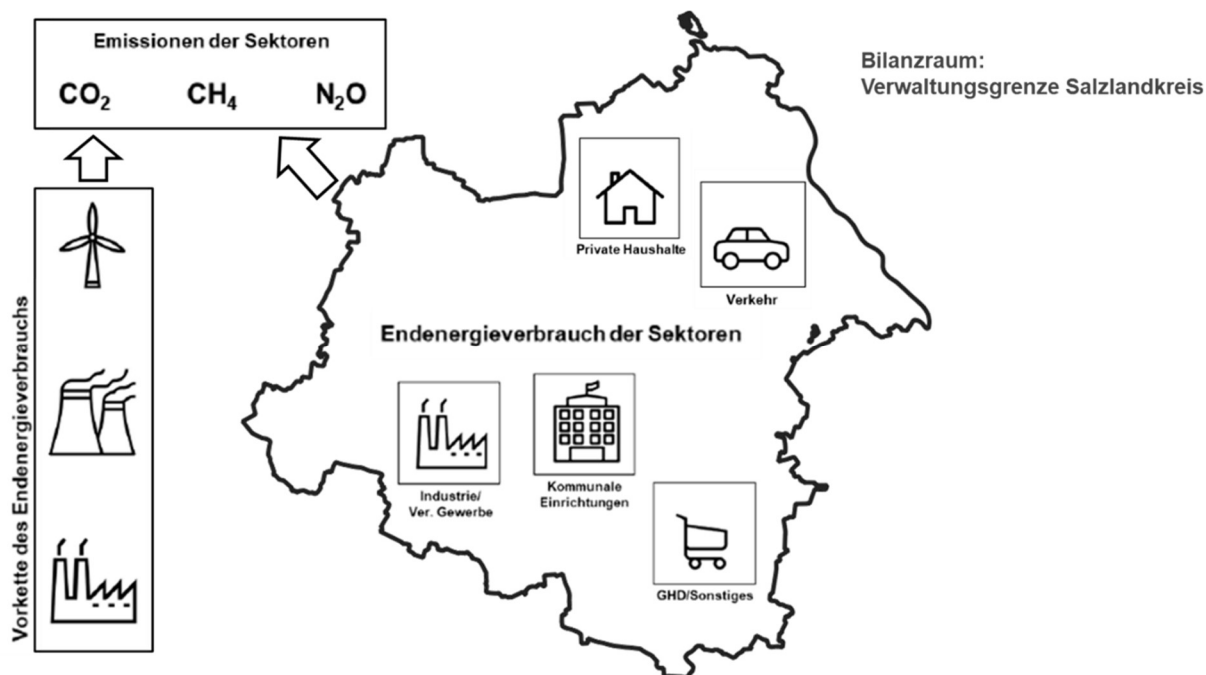 Emissionen der Sektoren
CO₂ CH₄ N₂O
Bilanzraum:
Verwaltungsgrenze Salzlandkreis
Vorkette des Endenergieverbrauchs
Private Haushalte
Verkehr
Endenergieverbrauch der Sektoren
Industrie/
Ver. Gewerbe
Kommunale
Einrichtungen
GHD/Sonstiges